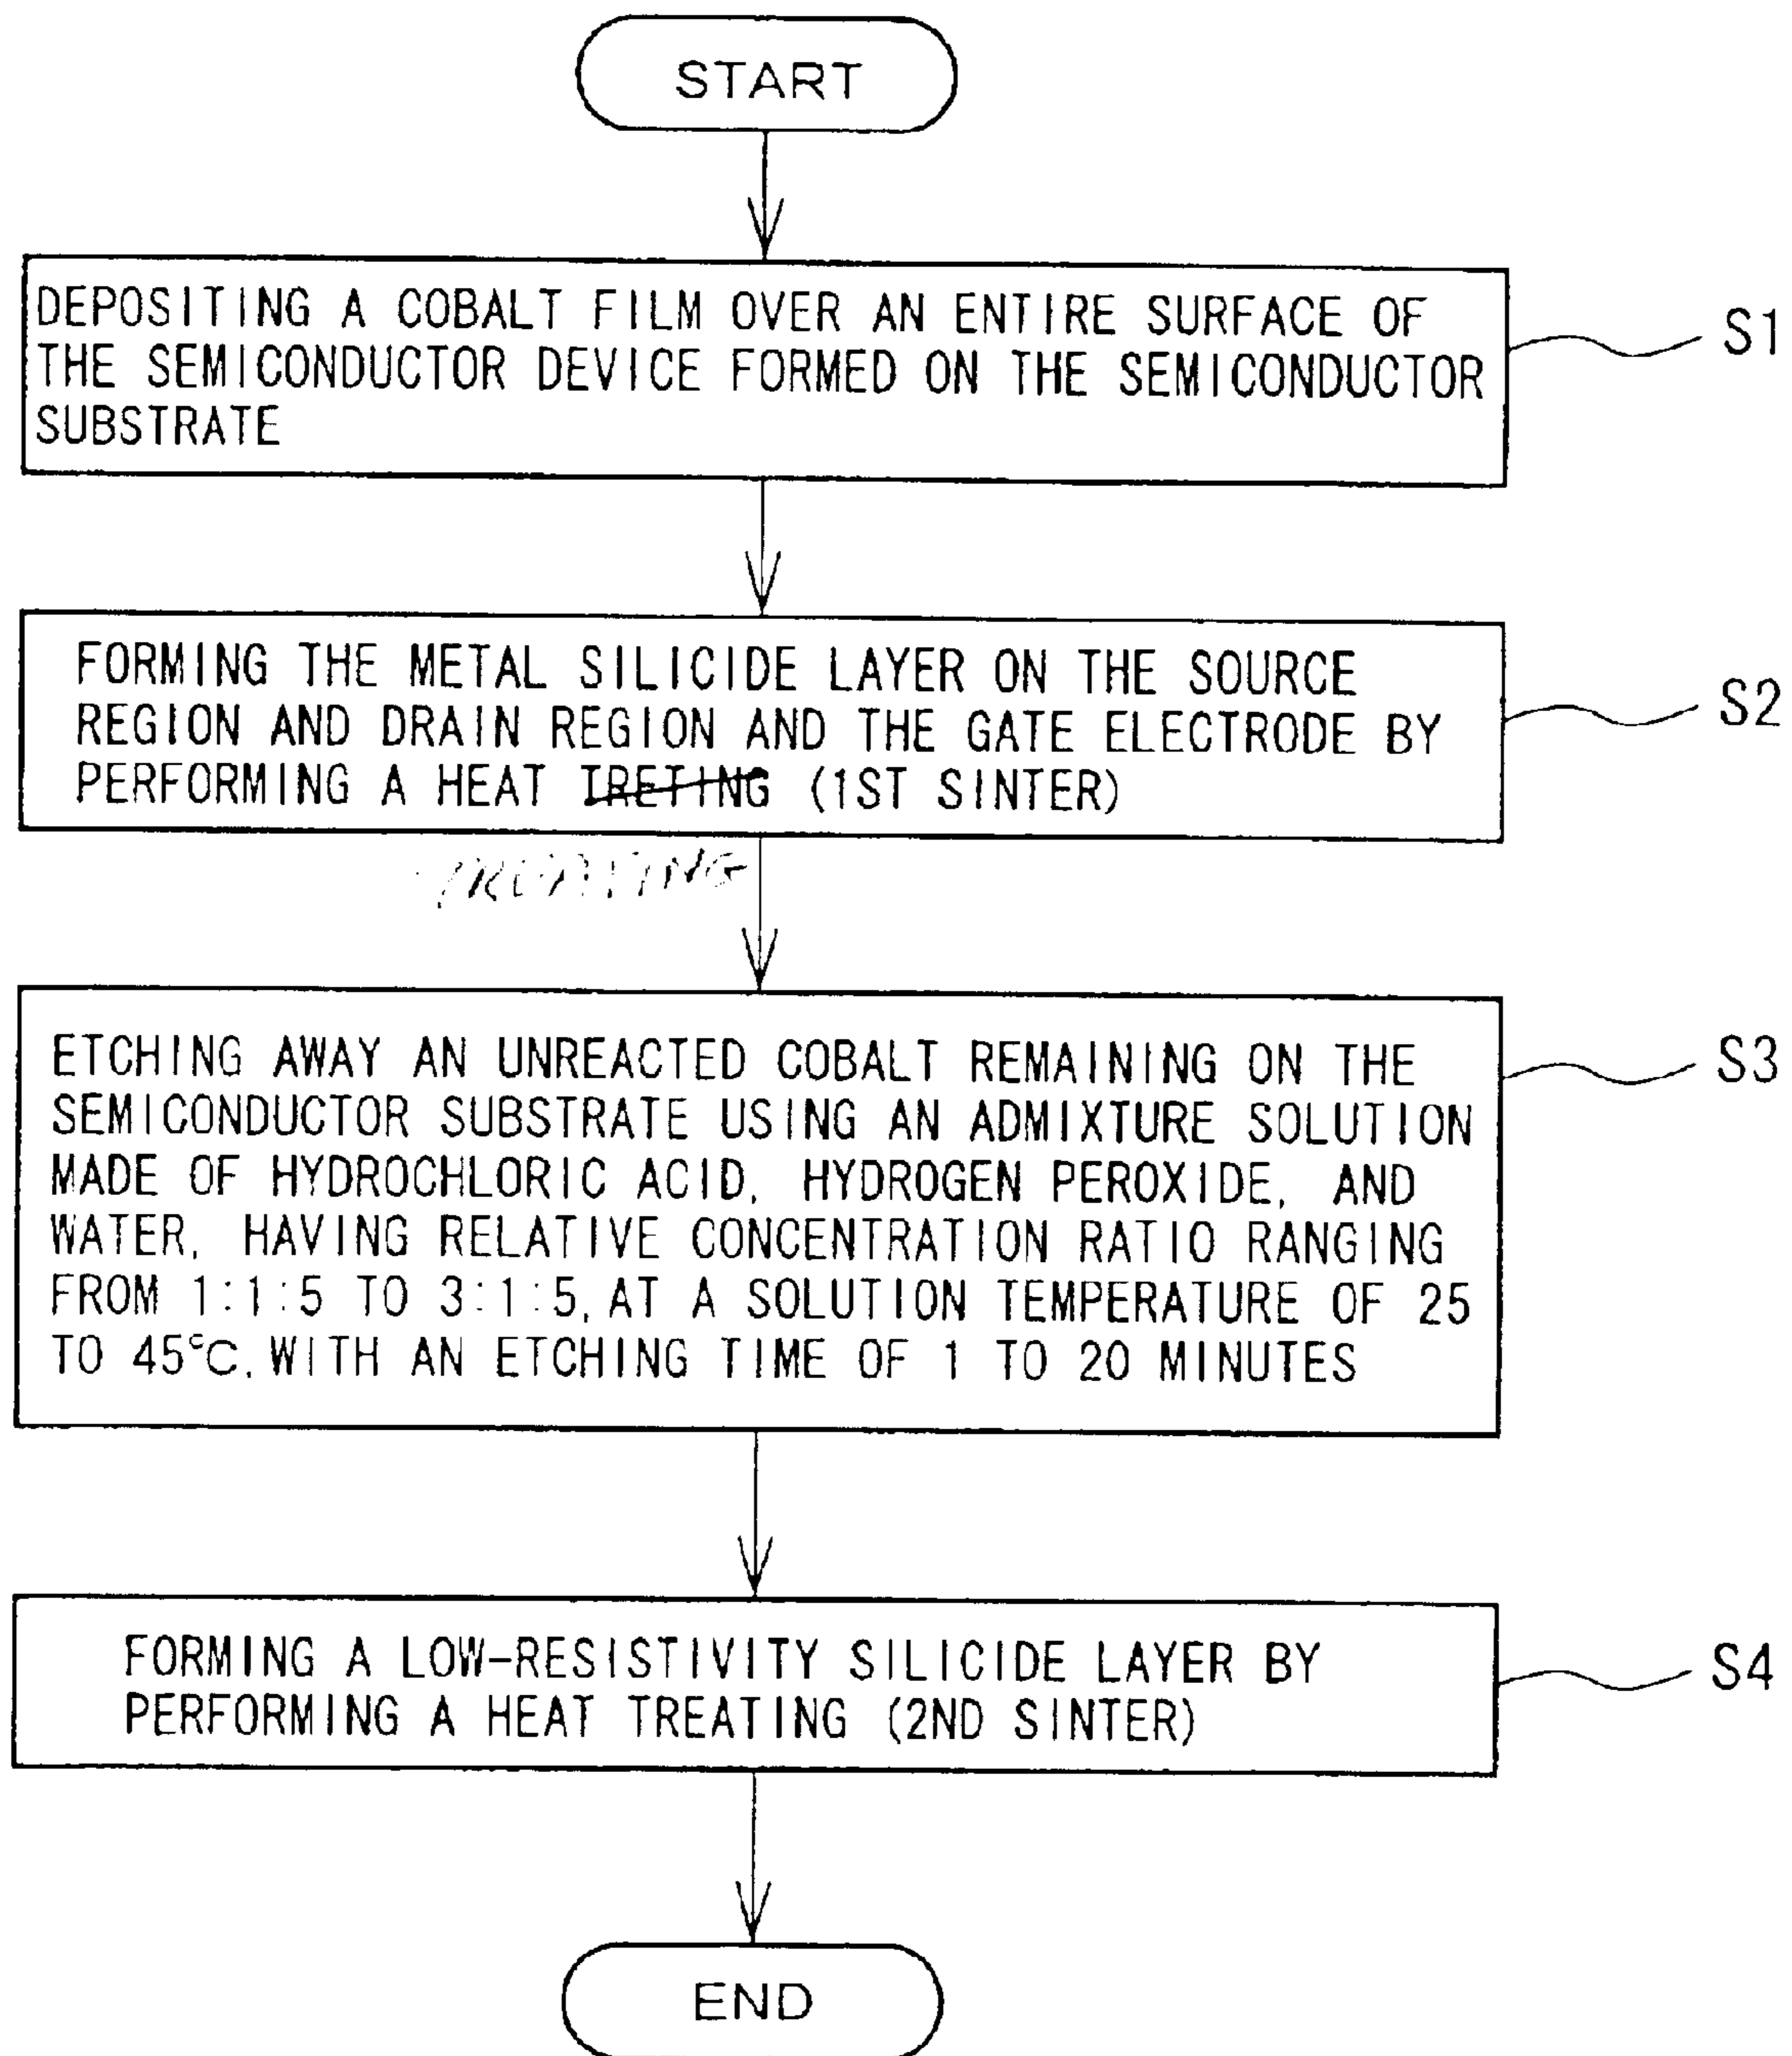 START
DEPOSITING A COBALT FILM OVER AN ENTIRE SURFACE OF
THE SEMICONDUCTOR DEVICE FORMED ON THE SEMICONDUCTOR
SUBSTRATE
S1
FORMING THE METAL SILICIDE LAYER ON THE SOURCE
REGION AND DRAIN REGION AND THE GATE ELECTRODE BY
PERFORMING A HEAT TRETING (1ST SINTER)
S2
TREATING
ETCHING AWAY AN UNREACTED COBALT REMAINING ON THE
SEMICONDUCTOR SUBSTRATE USING AN ADMIXTURE SOLUTION
MADE OF HYDROCHLORIC ACID, HYDROGEN PEROXIDE, AND
WATER, HAVING RELATIVE CONCENTRATION RATIO RANGING
FROM 1:1:5 TO 3:1:5, AT A SOLUTION TEMPERATURE OF 25
TO 45°C, WITH AN ETCHING TIME OF 1 TO 20 MINUTES
S3
FORMING A LOW-RESISTIVITY SILICIDE LAYER BY
PERFORMING A HEAT TREATING (2ND SINTER)
S4
END